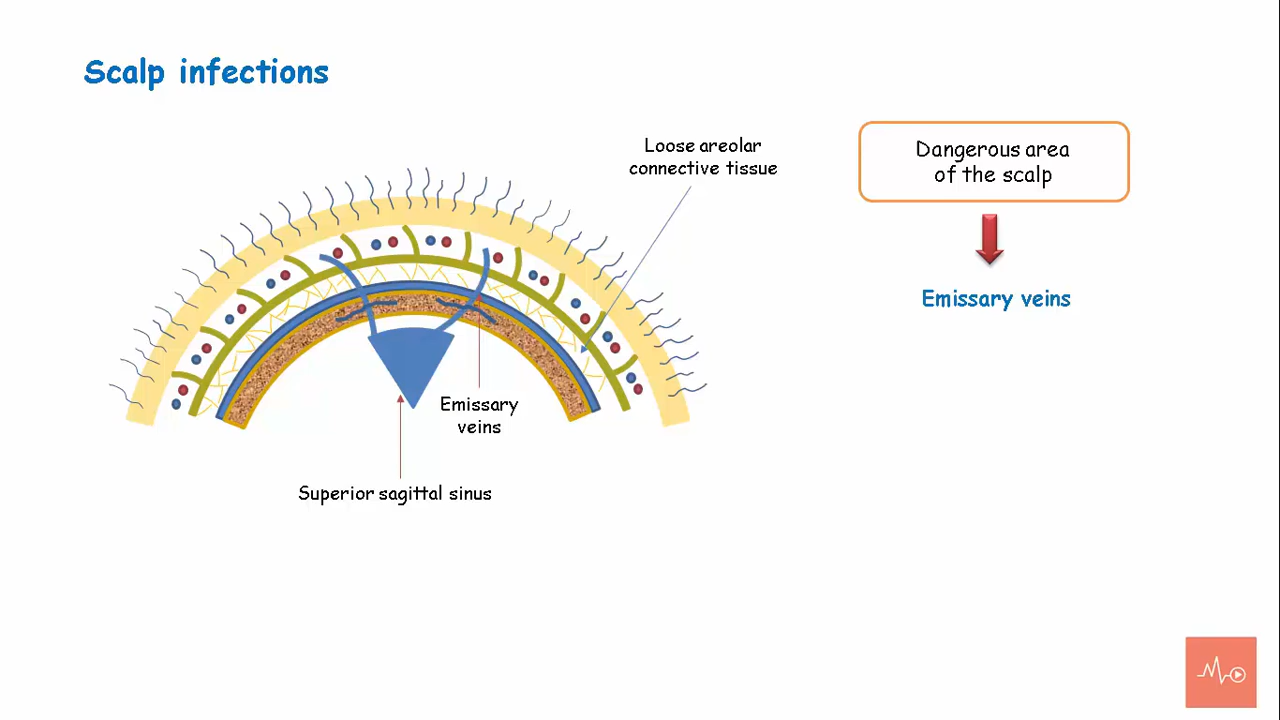 Scalp infections
Loose areolar
connective tissue
Dangerous area
of the scalp
Emissary veins
Emissary
veins
Superior sagittal sinus